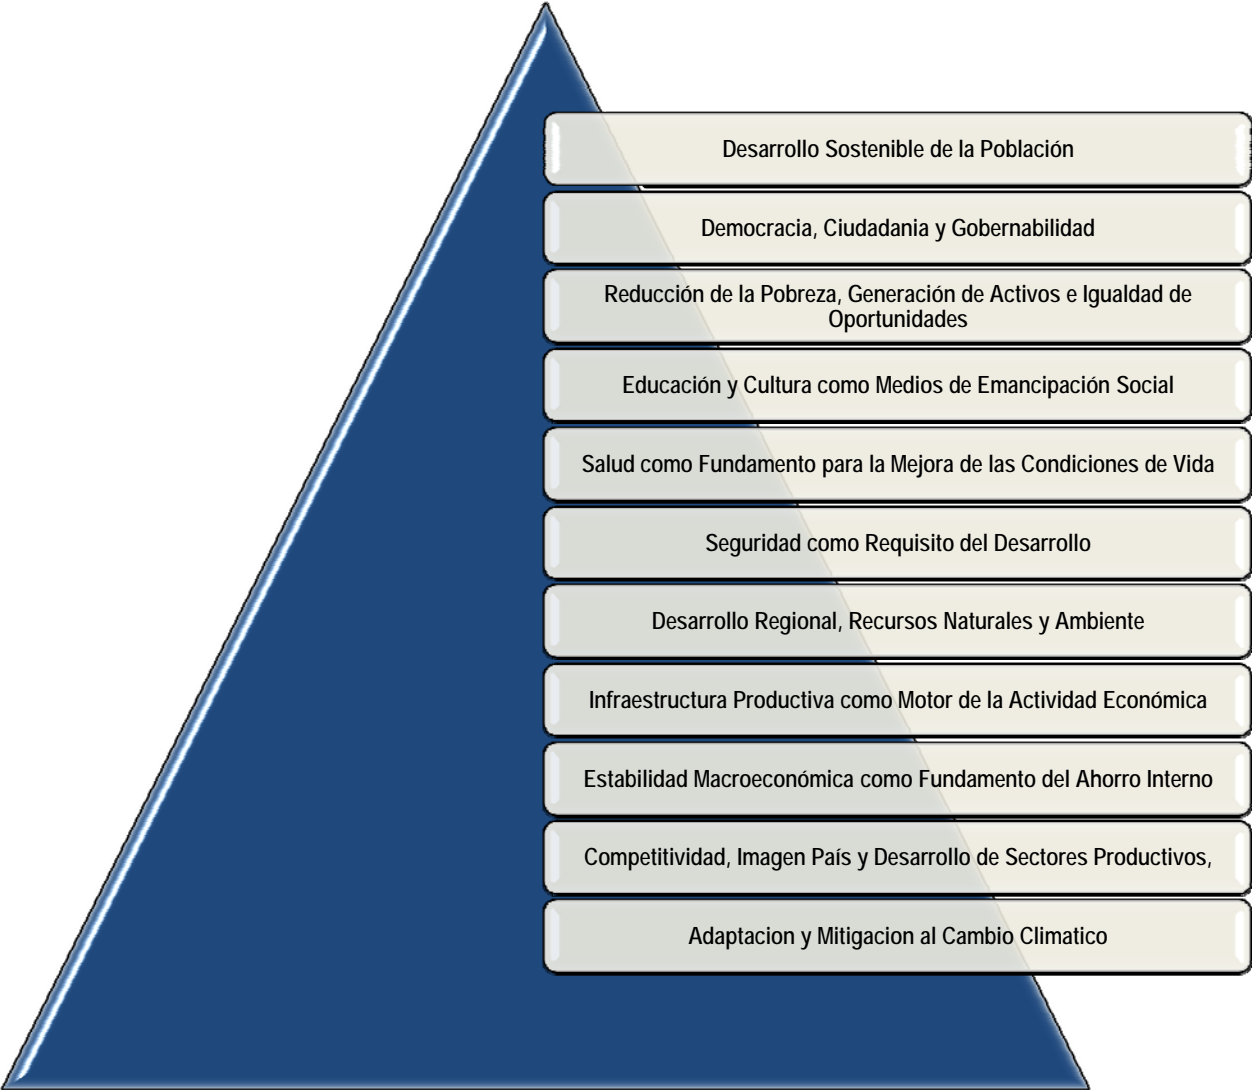 Desarrollo Sostenible de la Población
Democracia, Ciudadania y Gobernabilidad
Reducción de la Pobreza, Generación de Activos e Igualdad de
Oportunidades
Educación y Cultura como Medios de Emancipación Social
Salud como Fundamento para la Mejora de las Condiciones de Vida
Seguridad como Requisito del Desarrollo
Desarrollo Regional, Recursos Naturales y Ambiente
Infraestructura Productiva como Motor de la Actividad Económica
Estabilidad Macroeconómica como Fundamento del Ahorro Interno
Competitividad, Imagen País y Desarrollo de Sectores Productivos,
Adaptacion y Mitigacion al Cambio Climatico